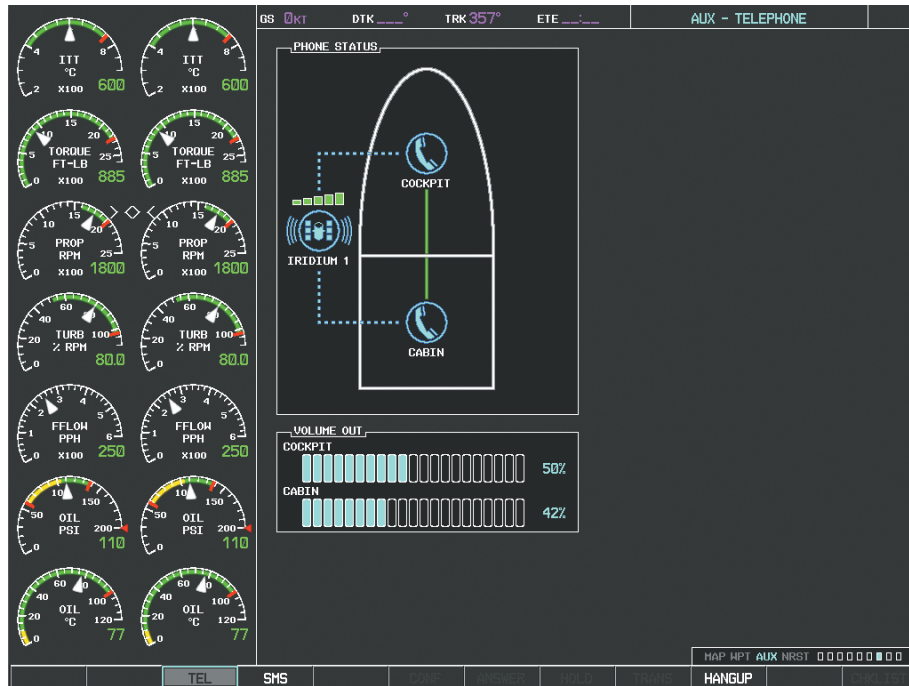 GS 0KT DTK ___° TRK 357° ETE __:__ AUX - TELEPHONE
4 8 4 8
ITT ITT
°C °C
2 X100 600 2 X100 600
10 15 20 10 15 20
5 TORQUE 25 5 TORQUE 25
FT-LB FT-LB
0 X100 885 0 X100 885
10 15 20 10 15 20
5 PROP 25 5 PROP 25
RPM RPM
0 X100 1800 0 X100 1800
40 60 40 60
20 TURB 100 20 TURB 100
% RPM % RPM
0 80.0 0 80.0
2 3 4 5 2 3 4 5
1 FFLOW 6 1 FFLOW 6
PPH PPH
0 X100 250 0 X100 250
50 100 150 50 100 150
OIL 200 OIL 200
PSI PSI
0 110 0 110
40 60 100 40 60 100
20 OIL 120 20 OIL 120
°C °C
0 77 0 77
PHONE STATUS
COCKPIT
IRIDIUM 1
CABIN
VOLUME OUT
COCKPIT
50%
CABIN
42%
MAP WPT AUX NRST
TEL SMS CONF ANSWER HOLD TRANS HANGUP CHKLIST